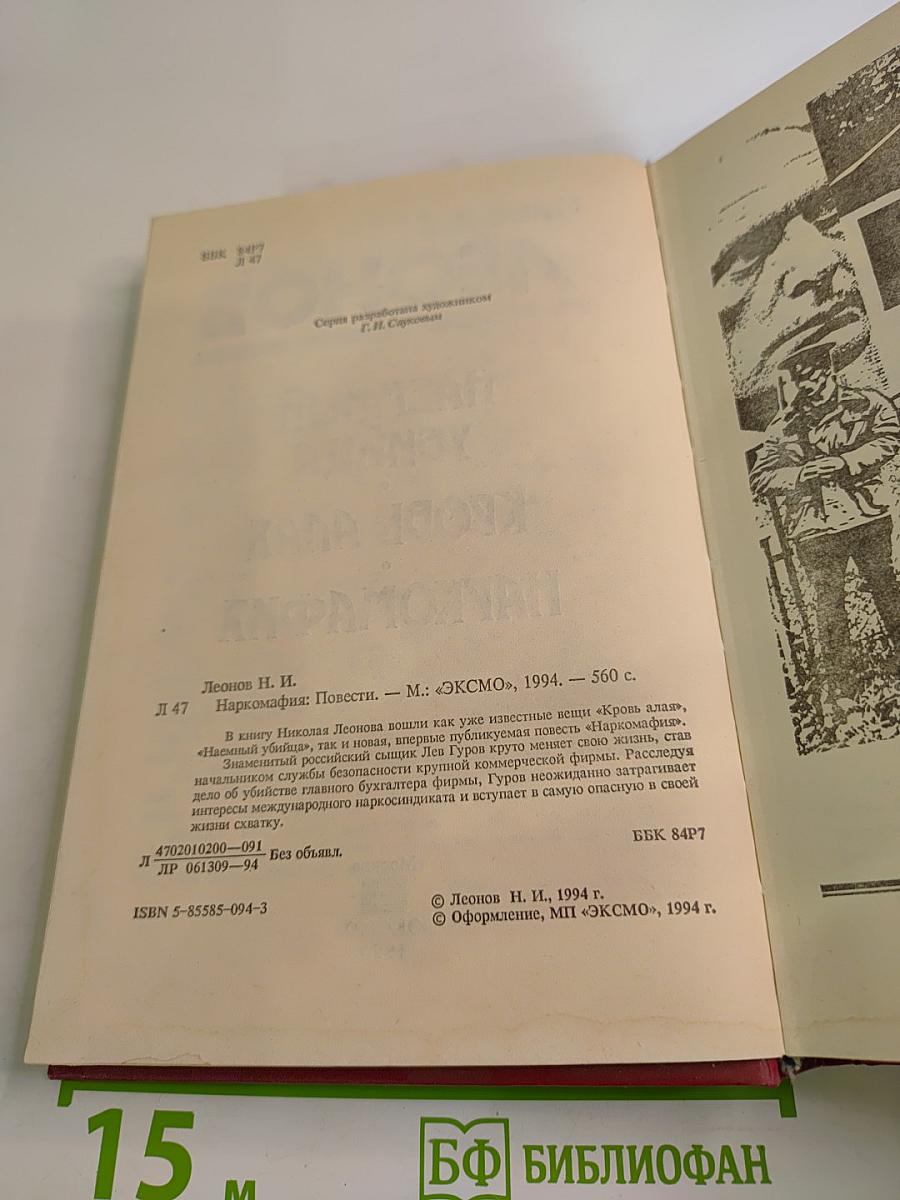 ББК 84Р7
Л 47
Серия разработана художником
Г. И. Сауковым
Леонов Н. И.
Л 47 Наркомафия: Повести. — М.: «ЭКСМО», 1994. — 560 с.
В книгу Николая Леонова вошли как уже известные вещи «Кровь алая»,
«Наемный убийца», так и новая, впервые публикуемая повесть «Наркомафия».
Знаменитый российский сыщик Лев Гуров круто меняет свою жизнь, став
начальником службы безопасности крупной коммерческой фирмы. Расследуя
дело об убийстве главного бухгалтера фирмы, Гуров неожиданно затрагивает
интересы международного наркосиндиката и вступает в самую опасную в своей
жизни схватку.
Л 4702010200—091
ЛР 061309—94 Без объявл.
ББК 84Р7
ISBN 5-85585-094-3
© Леонов Н. И., 1994 г.
© Оформление, МП «ЭКСМО», 1994 г.
15 м
БФ БИБЛИОФАН